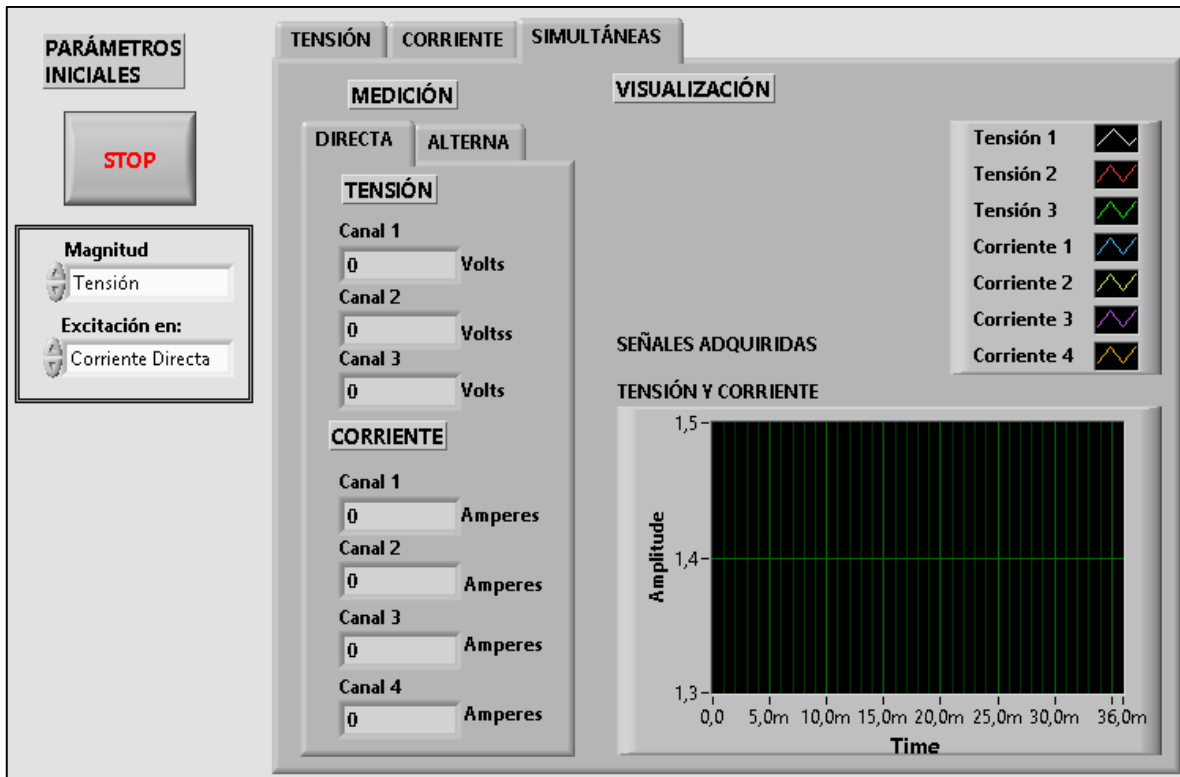 PARÁMETROS
INICIALES
STOP
Magnitud
Tensión
Excitación en:
Corriente Directa
TENSIÓN
CORRIENTE
SIMULTÁNEAS
MEDICIÓN
DIRECTA
ALTERNA
TENSIÓN
Canal 1
0 Volts
Canal 2
0 Voltss
Canal 3
0 Volts
CORRIENTE
Canal 1
0 Amperes
Canal 2
0 Amperes
Canal 3
0 Amperes
Canal 4
0 Amperes
VISUALIZACIÓN
Tensión 1
Tensión 2
Tensión 3
Corriente 1
Corriente 2
Corriente 3
Corriente 4
SEÑALES ADQUIRIDAS
TENSIÓN Y CORRIENTE
1,5
1,4
1,3
Amplitude
0,0 5,0m 10,0m 15,0m 20,0m 25,0m 30,0m 36,0m
Time